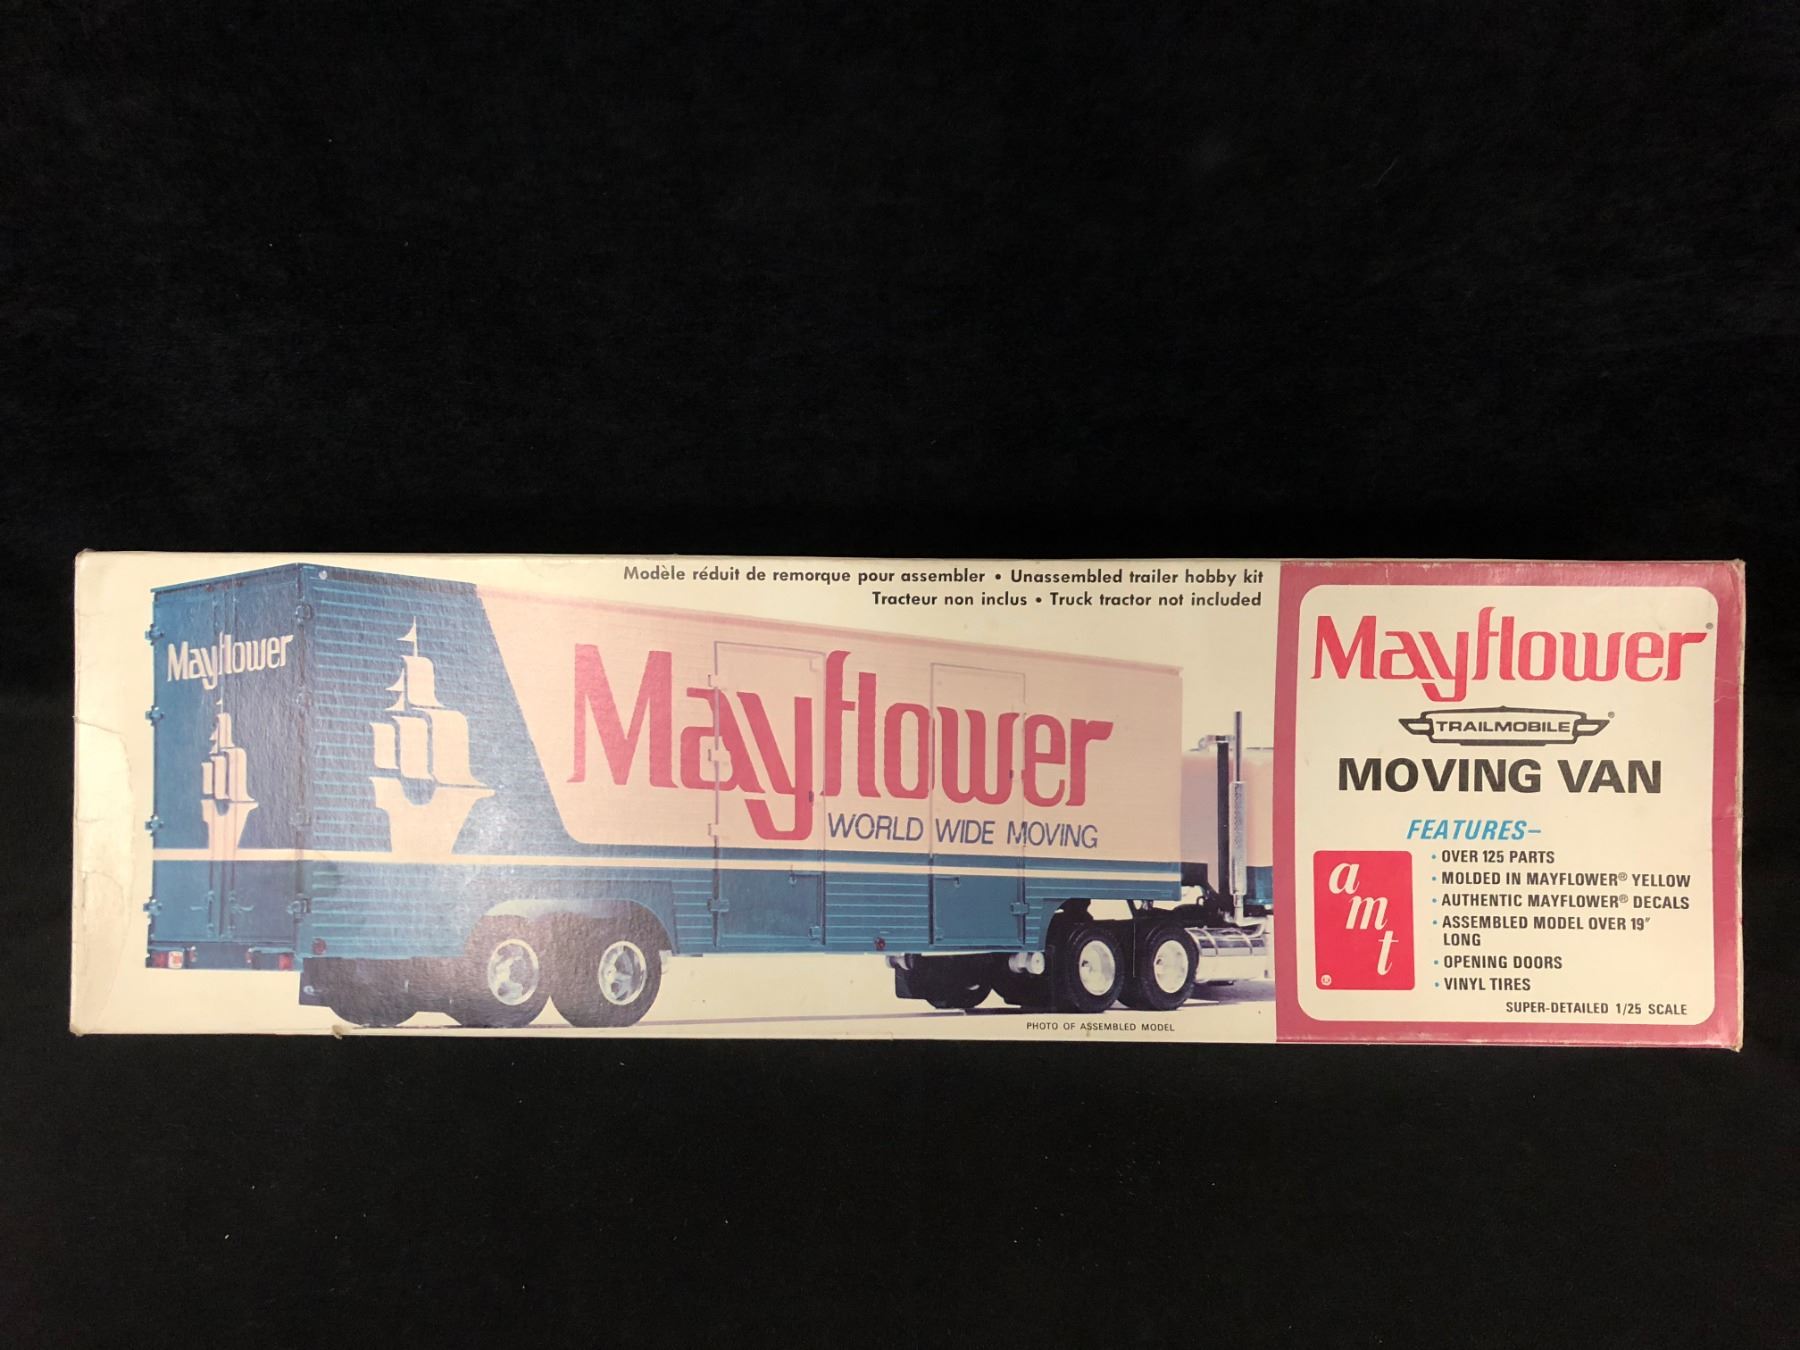 Modèle réduit de remorque pour assembler • Unassembled trailer hobby kit
Tracteur non inclus • Truck tractor not included
Mayflower
Mayflower
WORLD WIDE MOVING
PHOTO OF ASSEMBLED MODEL
Mayflower®
TRAILMOBILE®
MOVING VAN
FEATURES–
amt
• OVER 125 PARTS
• MOLDED IN MAYFLOWER® YELLOW
• AUTHENTIC MAYFLOWER® DECALS
• ASSEMBLED MODEL OVER 19″
LONG
• OPENING DOORS
• VINYL TIRES
SUPER-DETAILED 1/25 SCALE